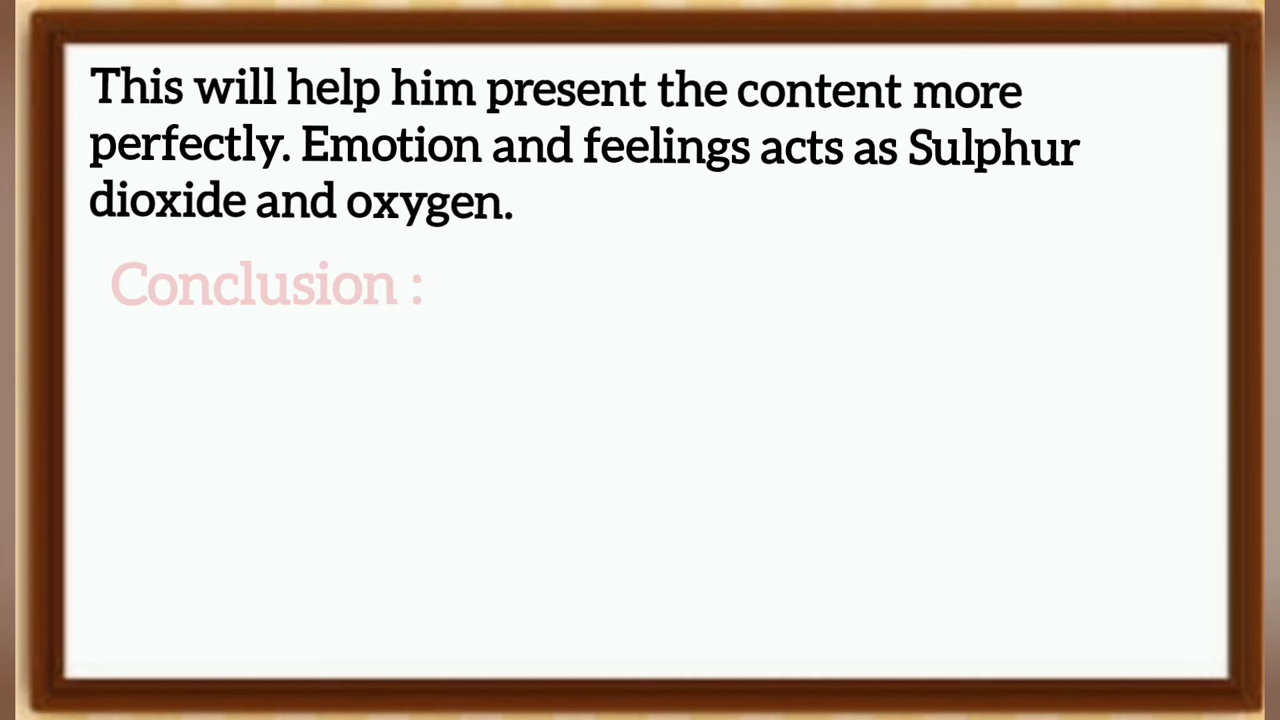 This will help him present the content more
perfectly. Emotion and feelings acts as Sulphur
dioxide and oxygen.
Conclusion :